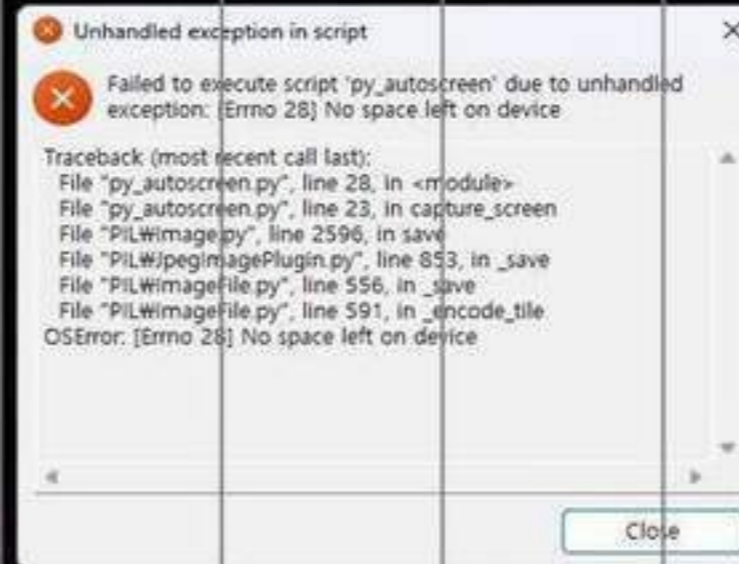 Unhandled exception in script
Failed to execute script 'py_autoscreen' due to unhandled
exception: [Errno 28] No space left on device
Traceback (most recent call last):
File "py_autoscreen.py", line 28, in <module>
File "py_autoscreen.py", line 23, in capture_screen
File "PIL₩Image.py", line 2596, in save
File "PIL₩JpegImagePlugin.py", line 853, in _save
File "PIL₩ImageFile.py", line 556, in _save
File "PIL₩ImageFile.py", line 591, in _encode_tile
OSError: [Errno 28] No space left on device
Close